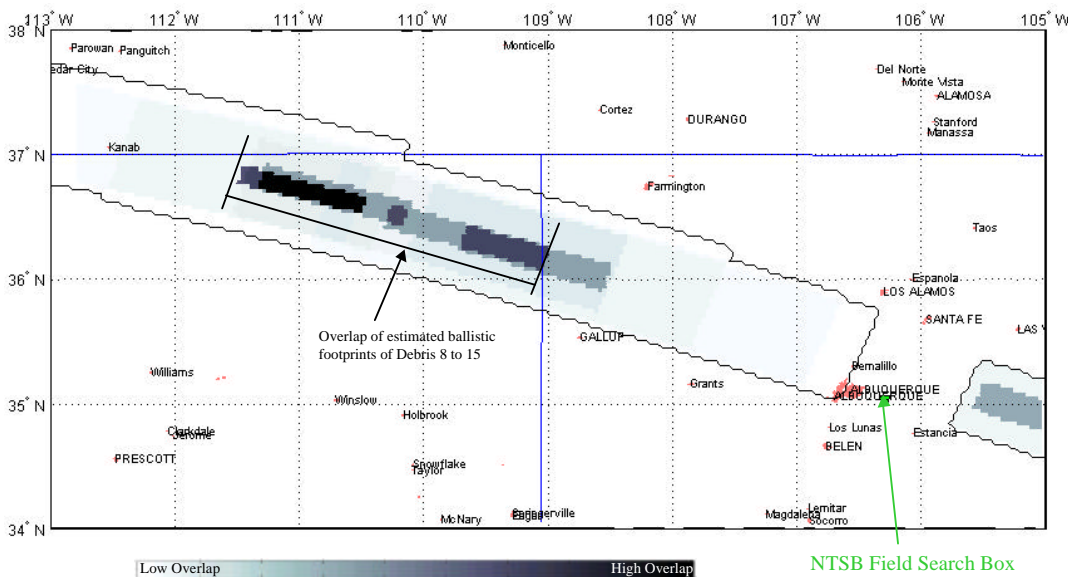 113° W 112° W 111° W 110° W 109° W 108° W 107° W 106° W 105° W
38° N
Parowan
Panguitch
Monticello
edar City
Del Norte
Monte Vista
ALAMOSA
Cortez
DURANGO
Stanford
Manassa
Kanab
37° N
Farmington
Taos
36° N
Espanola
LOS ALAMOS
SANTA FE
LAS V
Overlap of estimated ballistic
footprints of Debris 8 to 15
GALLUP
Bernalillo
Williams
Grants
ALBUQUERQUE
ALBUQUERQUE
Winslow
35° N
Holbrook
Los Lunas
Estancia
Clarkdale
Jerome
BELEN
PRESCOTT
Snowflake
Taylor
McNary
Springerville
Eagar
Magdalena
Lemitar
Socorro
34° N
Low Overlap
High Overlap
NTSB Field Search Box